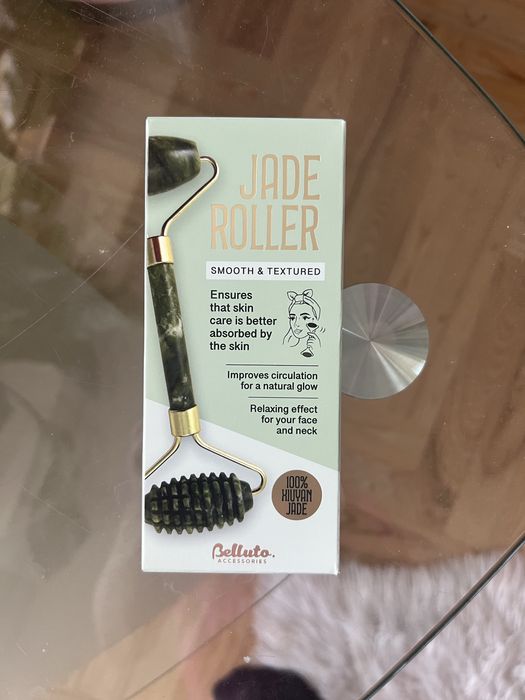 JADE
ROLLER
SMOOTH & TEXTURED
Ensures
that skin
care is better
absorbed by
the skin
Improves circulation
for a natural glow
Relaxing effect
for your face
and neck
100%
XIUYAN
JADE
Belluto.
ACCESSORIES